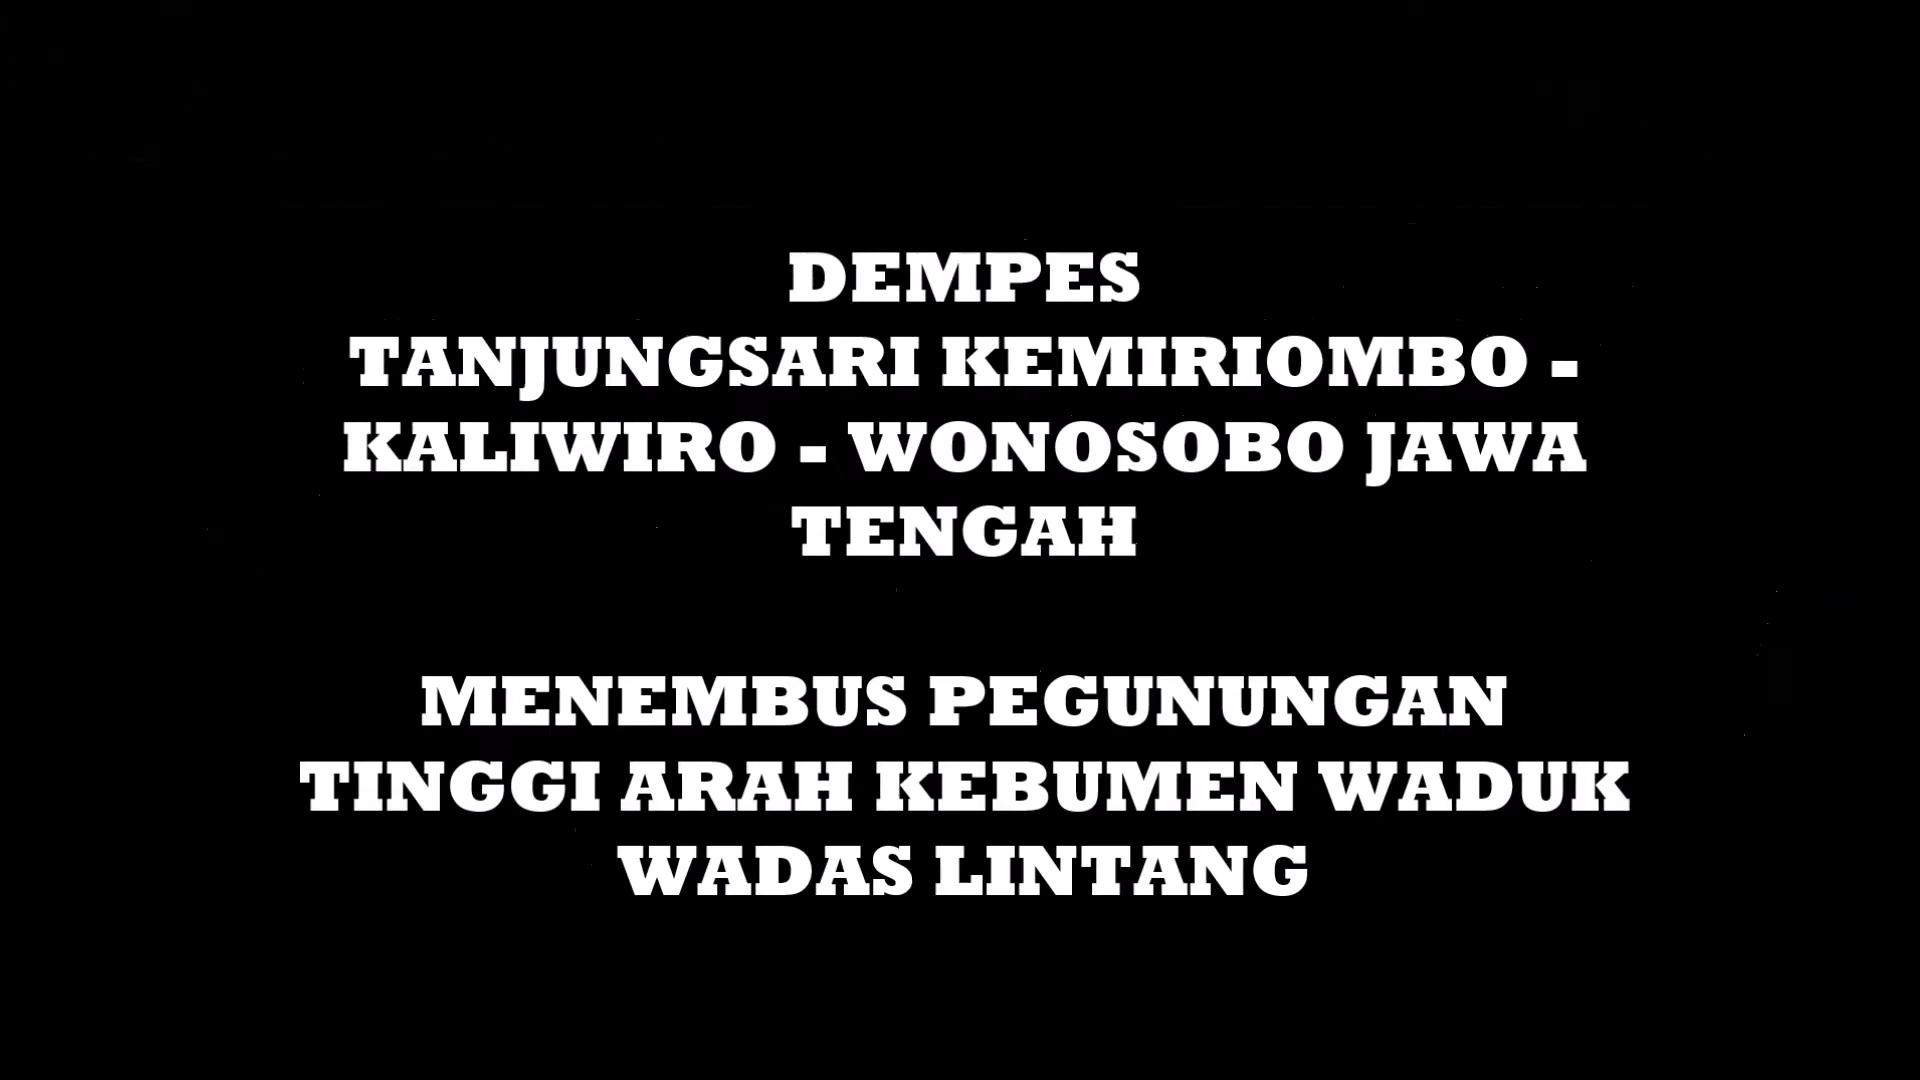 DEMPES
TANJUNGSARI KEMIRIOMBO -
KALIWIRO - WONOSOBO JAWA
TENGAH
MENEMBUS PEGUNUNGAN
TINGGI ARAH KEBUMEN WADUK
WADAS LINTANG